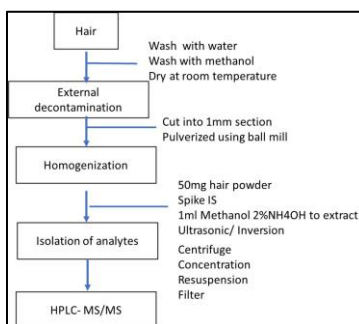 Hair
Wash with water
Wash with methanol
Dry at room temperature
External
decontamination
Cut into 1mm section
Pulverized using ball mill
Homogenization
50mg hair powder
Spike IS
1ml Methanol 2%NH4OH to extract
Ultrasonic/ Inversion
Isolation of analytes
Centrifuge
Concentration
Resuspension
Filter
HPLC- MS/MS